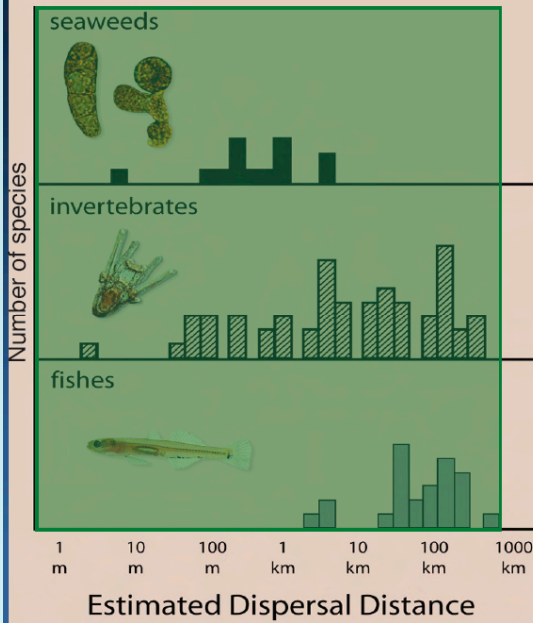 seaweeds
Number of species
invertebrates
fishes
1 10 100 1 10 100 1000
m m m km km km km
Estimated Dispersal Distance